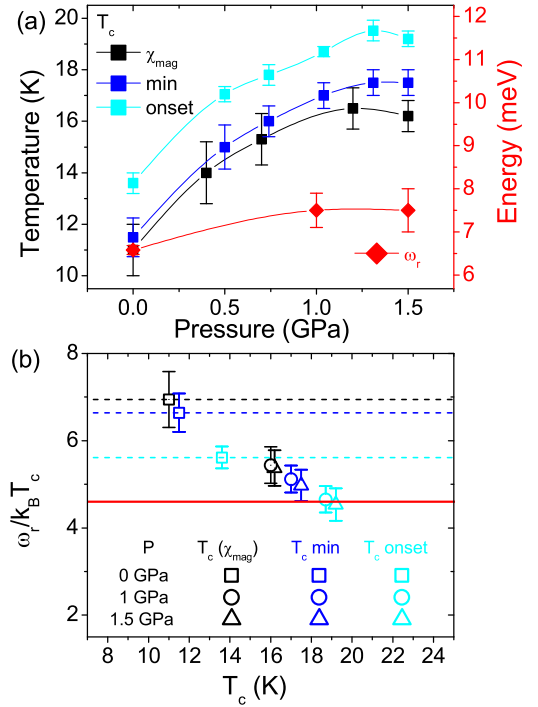 (a)
T_c
χ_mag
min
onset
20
18
16
14
12
10
Temperature (K)
12
11
10
9
8
7
6
Energy (meV)
ω_r
0.0 0.5 1.0 1.5
Pressure (GPa)
(b)
8
6
4
2
ω_r/k_B T_c
P T_c (χ_mag) T_c min T_c onset
0 GPa
1 GPa
1.5 GPa
8 10 12 14 16 18 20 22 24
T_c (K)